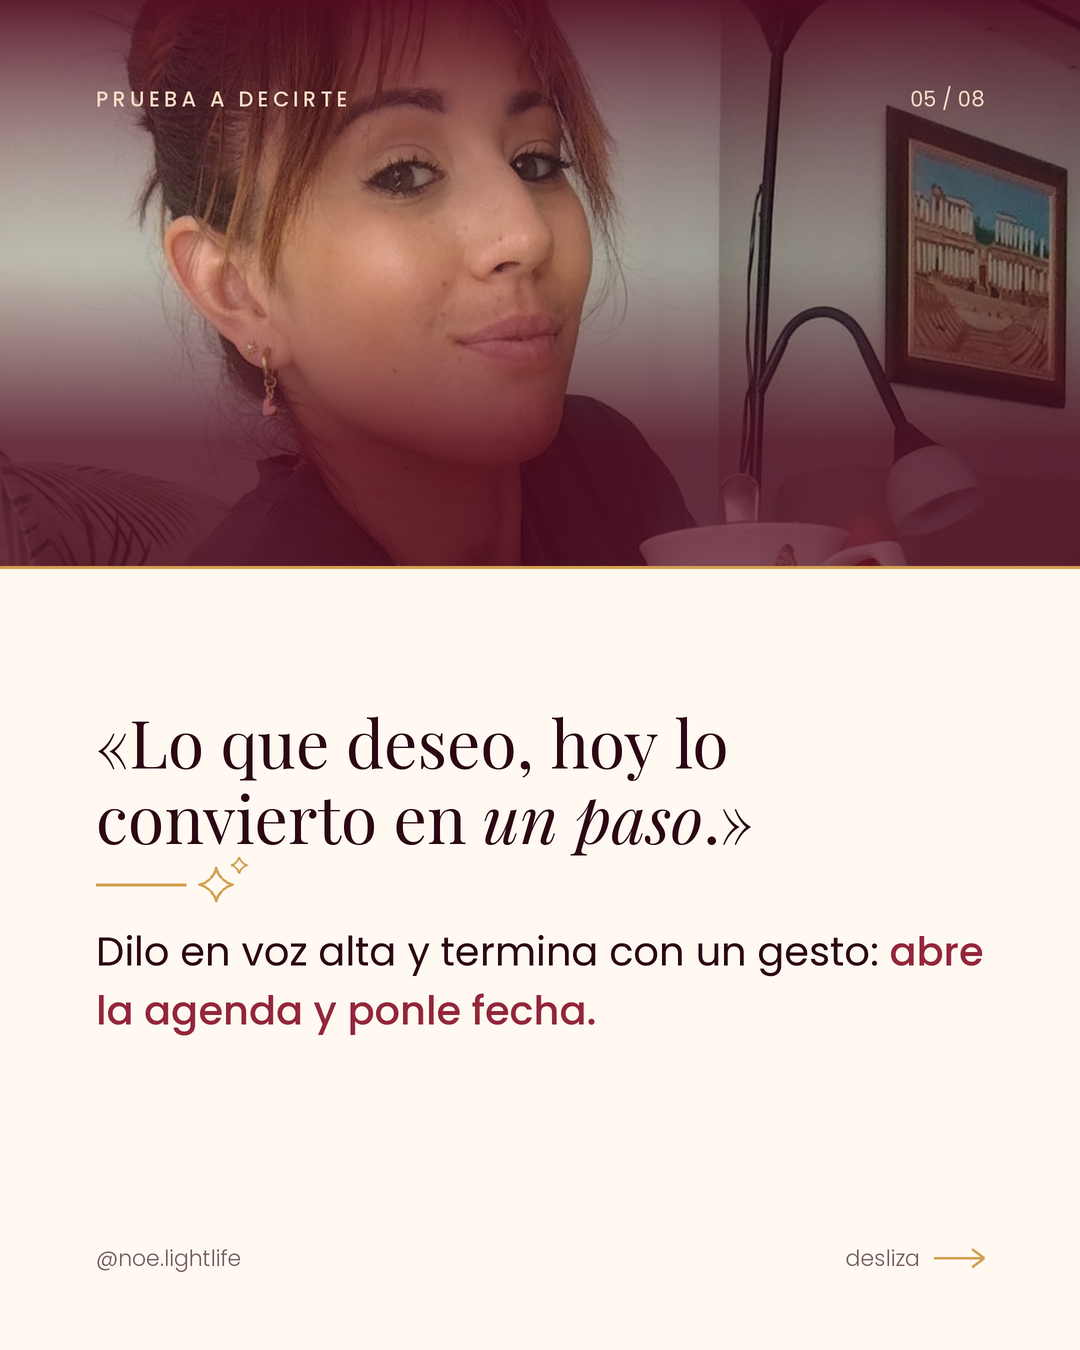 PRUEBA A DECIRTE
05 / 08
«Lo que deseo, hoy lo
convierto en un paso.»
Dilo en voz alta y termina con un gesto: abre
la agenda y ponle fecha.
@noe.lightlife
desliza